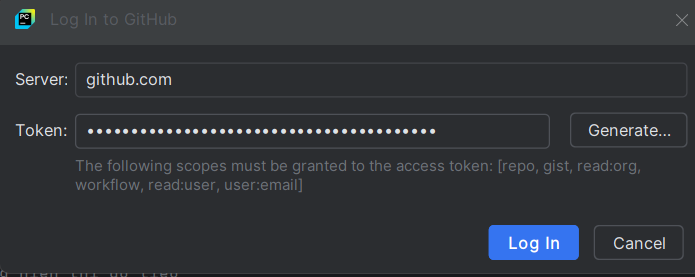 PC
Log In to GitHub
Server: github.com
Token: ••••••••••••••••••••••••••••••••••••••• Generate...
The following scopes must be granted to the access token: [repo, gist, read:org,
workflow, read:user, user:email]
Log In Cancel